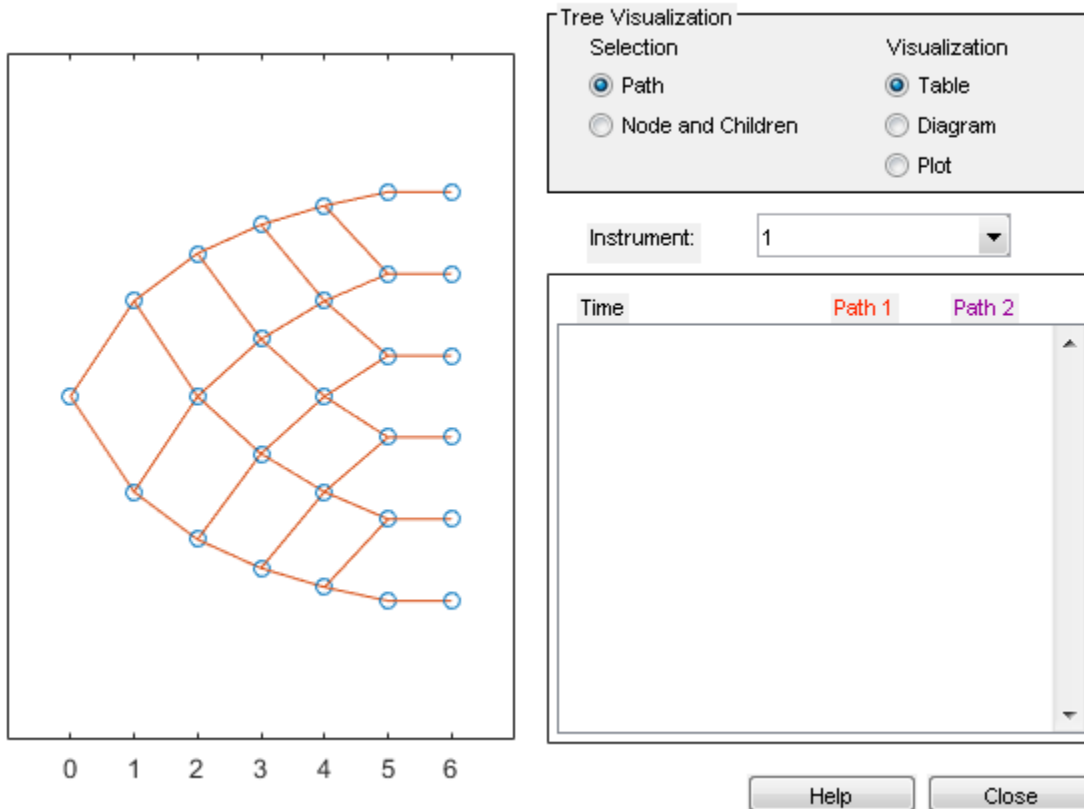 Tree Visualization
Selection
Visualization
Path
Table
Node and Children
Diagram
Plot
Instrument:
1
Time
Path 1
Path 2
0 1 2 3 4 5 6
Help
Close